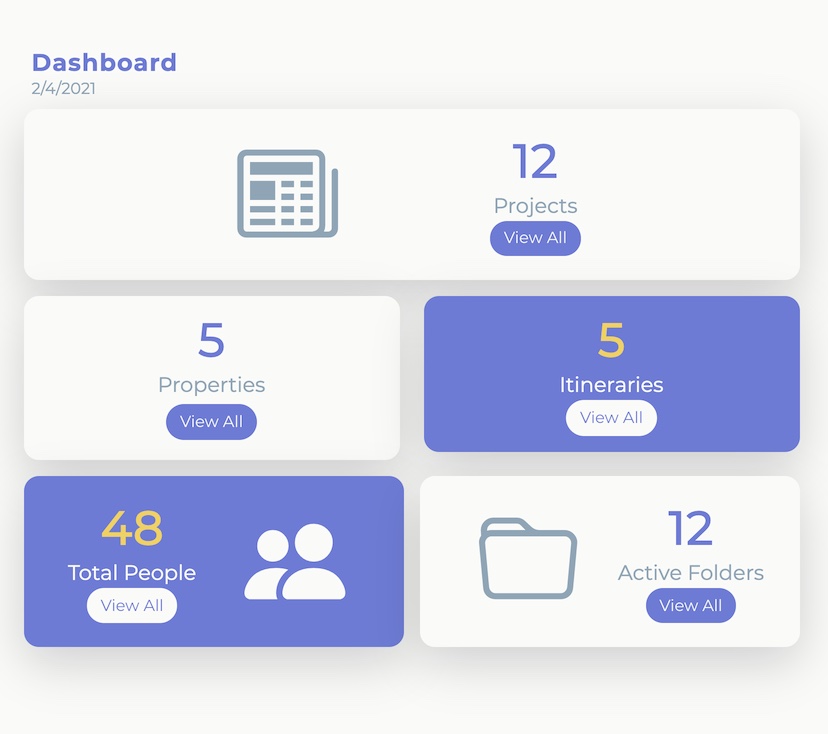 Dashboard
2/4/2021
12
Projects
View All
5
Properties
View All
5
Itineraries
View All
48
Total People
View All
12
Active Folders
View All